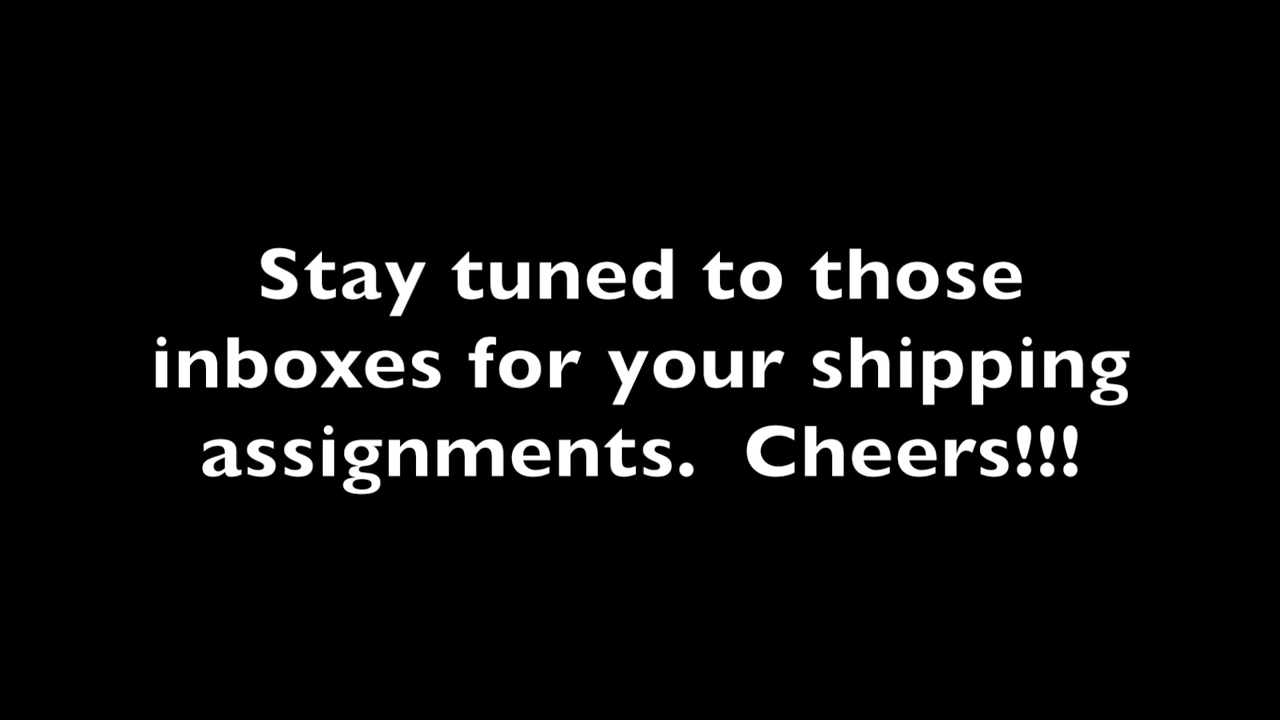 Stay tuned to those
inboxes for your shipping
assignments.  Cheers!!!